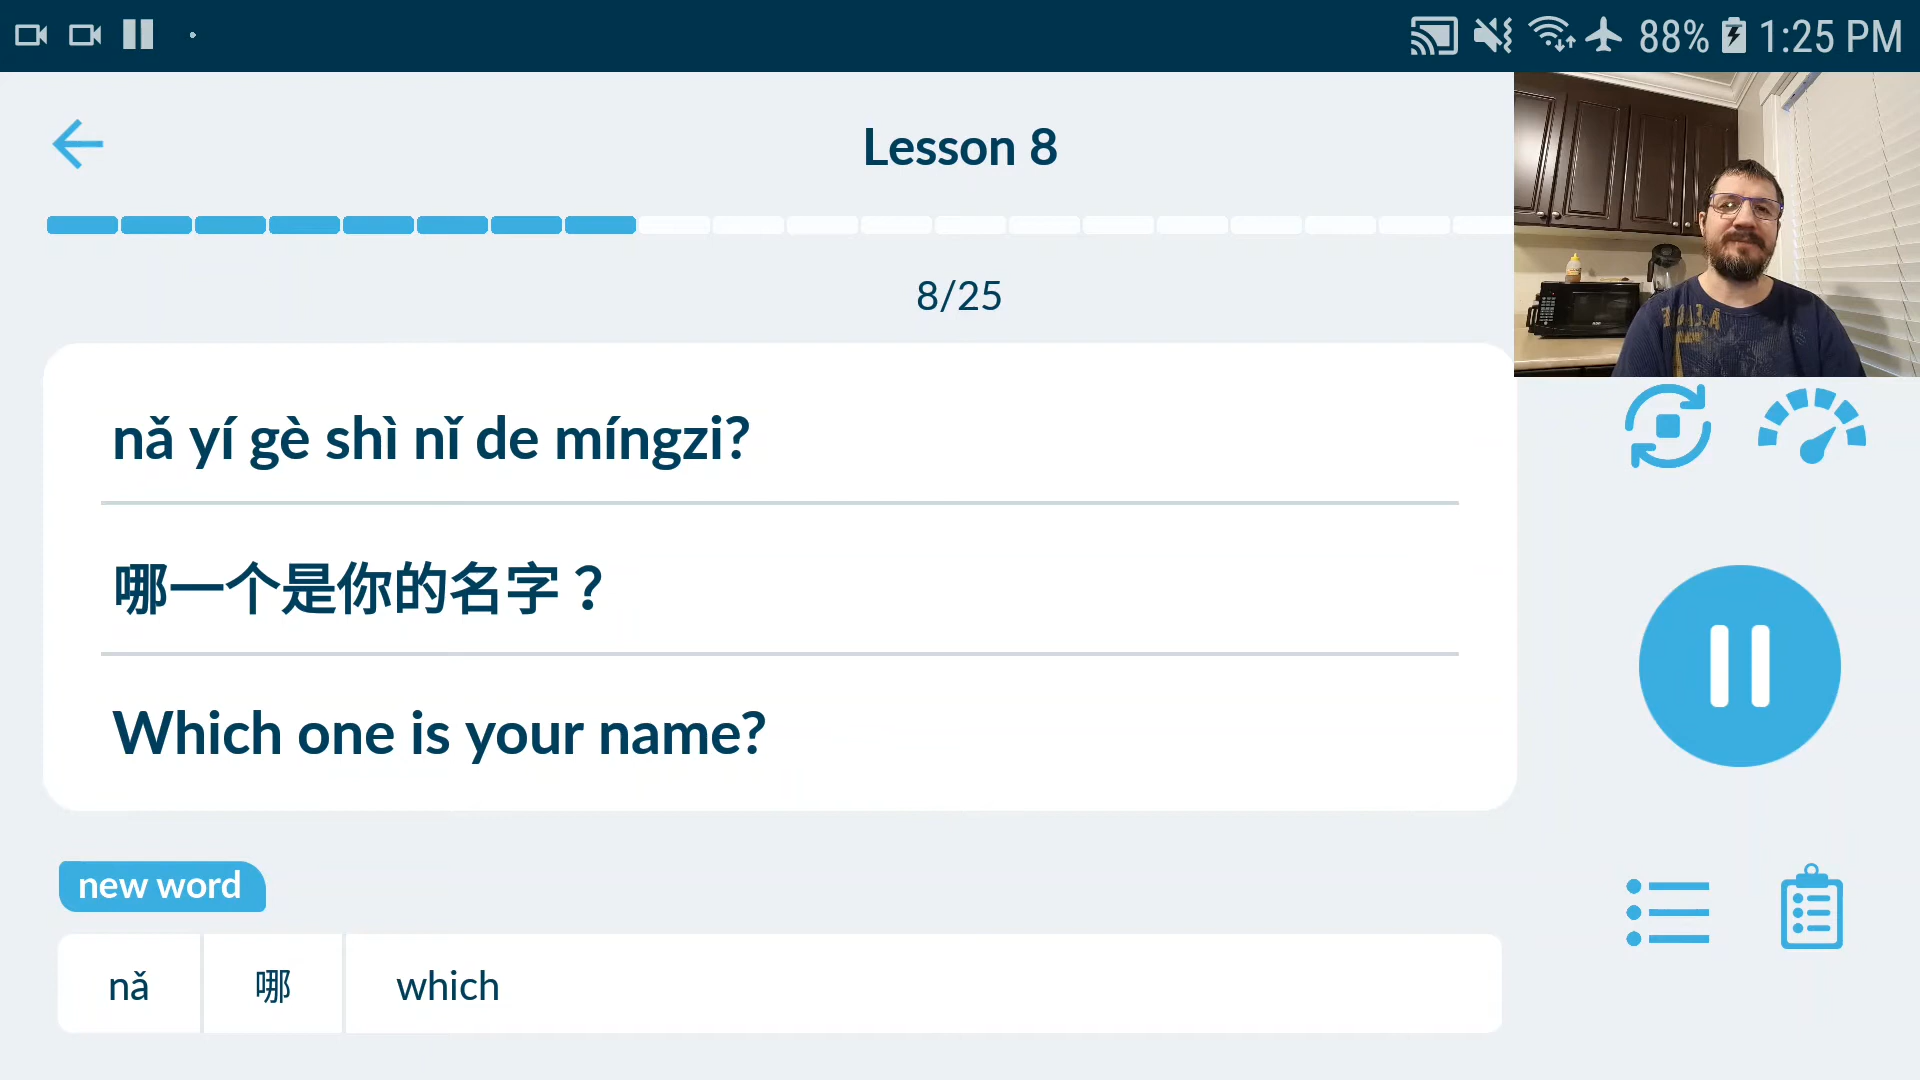 88% 1:25 PM
Lesson 8
8/25
nǎ yí gè shì nǐ de míngzi?
哪一个是你的名字？
Which one is your name?
new word
nǎ 哪 which